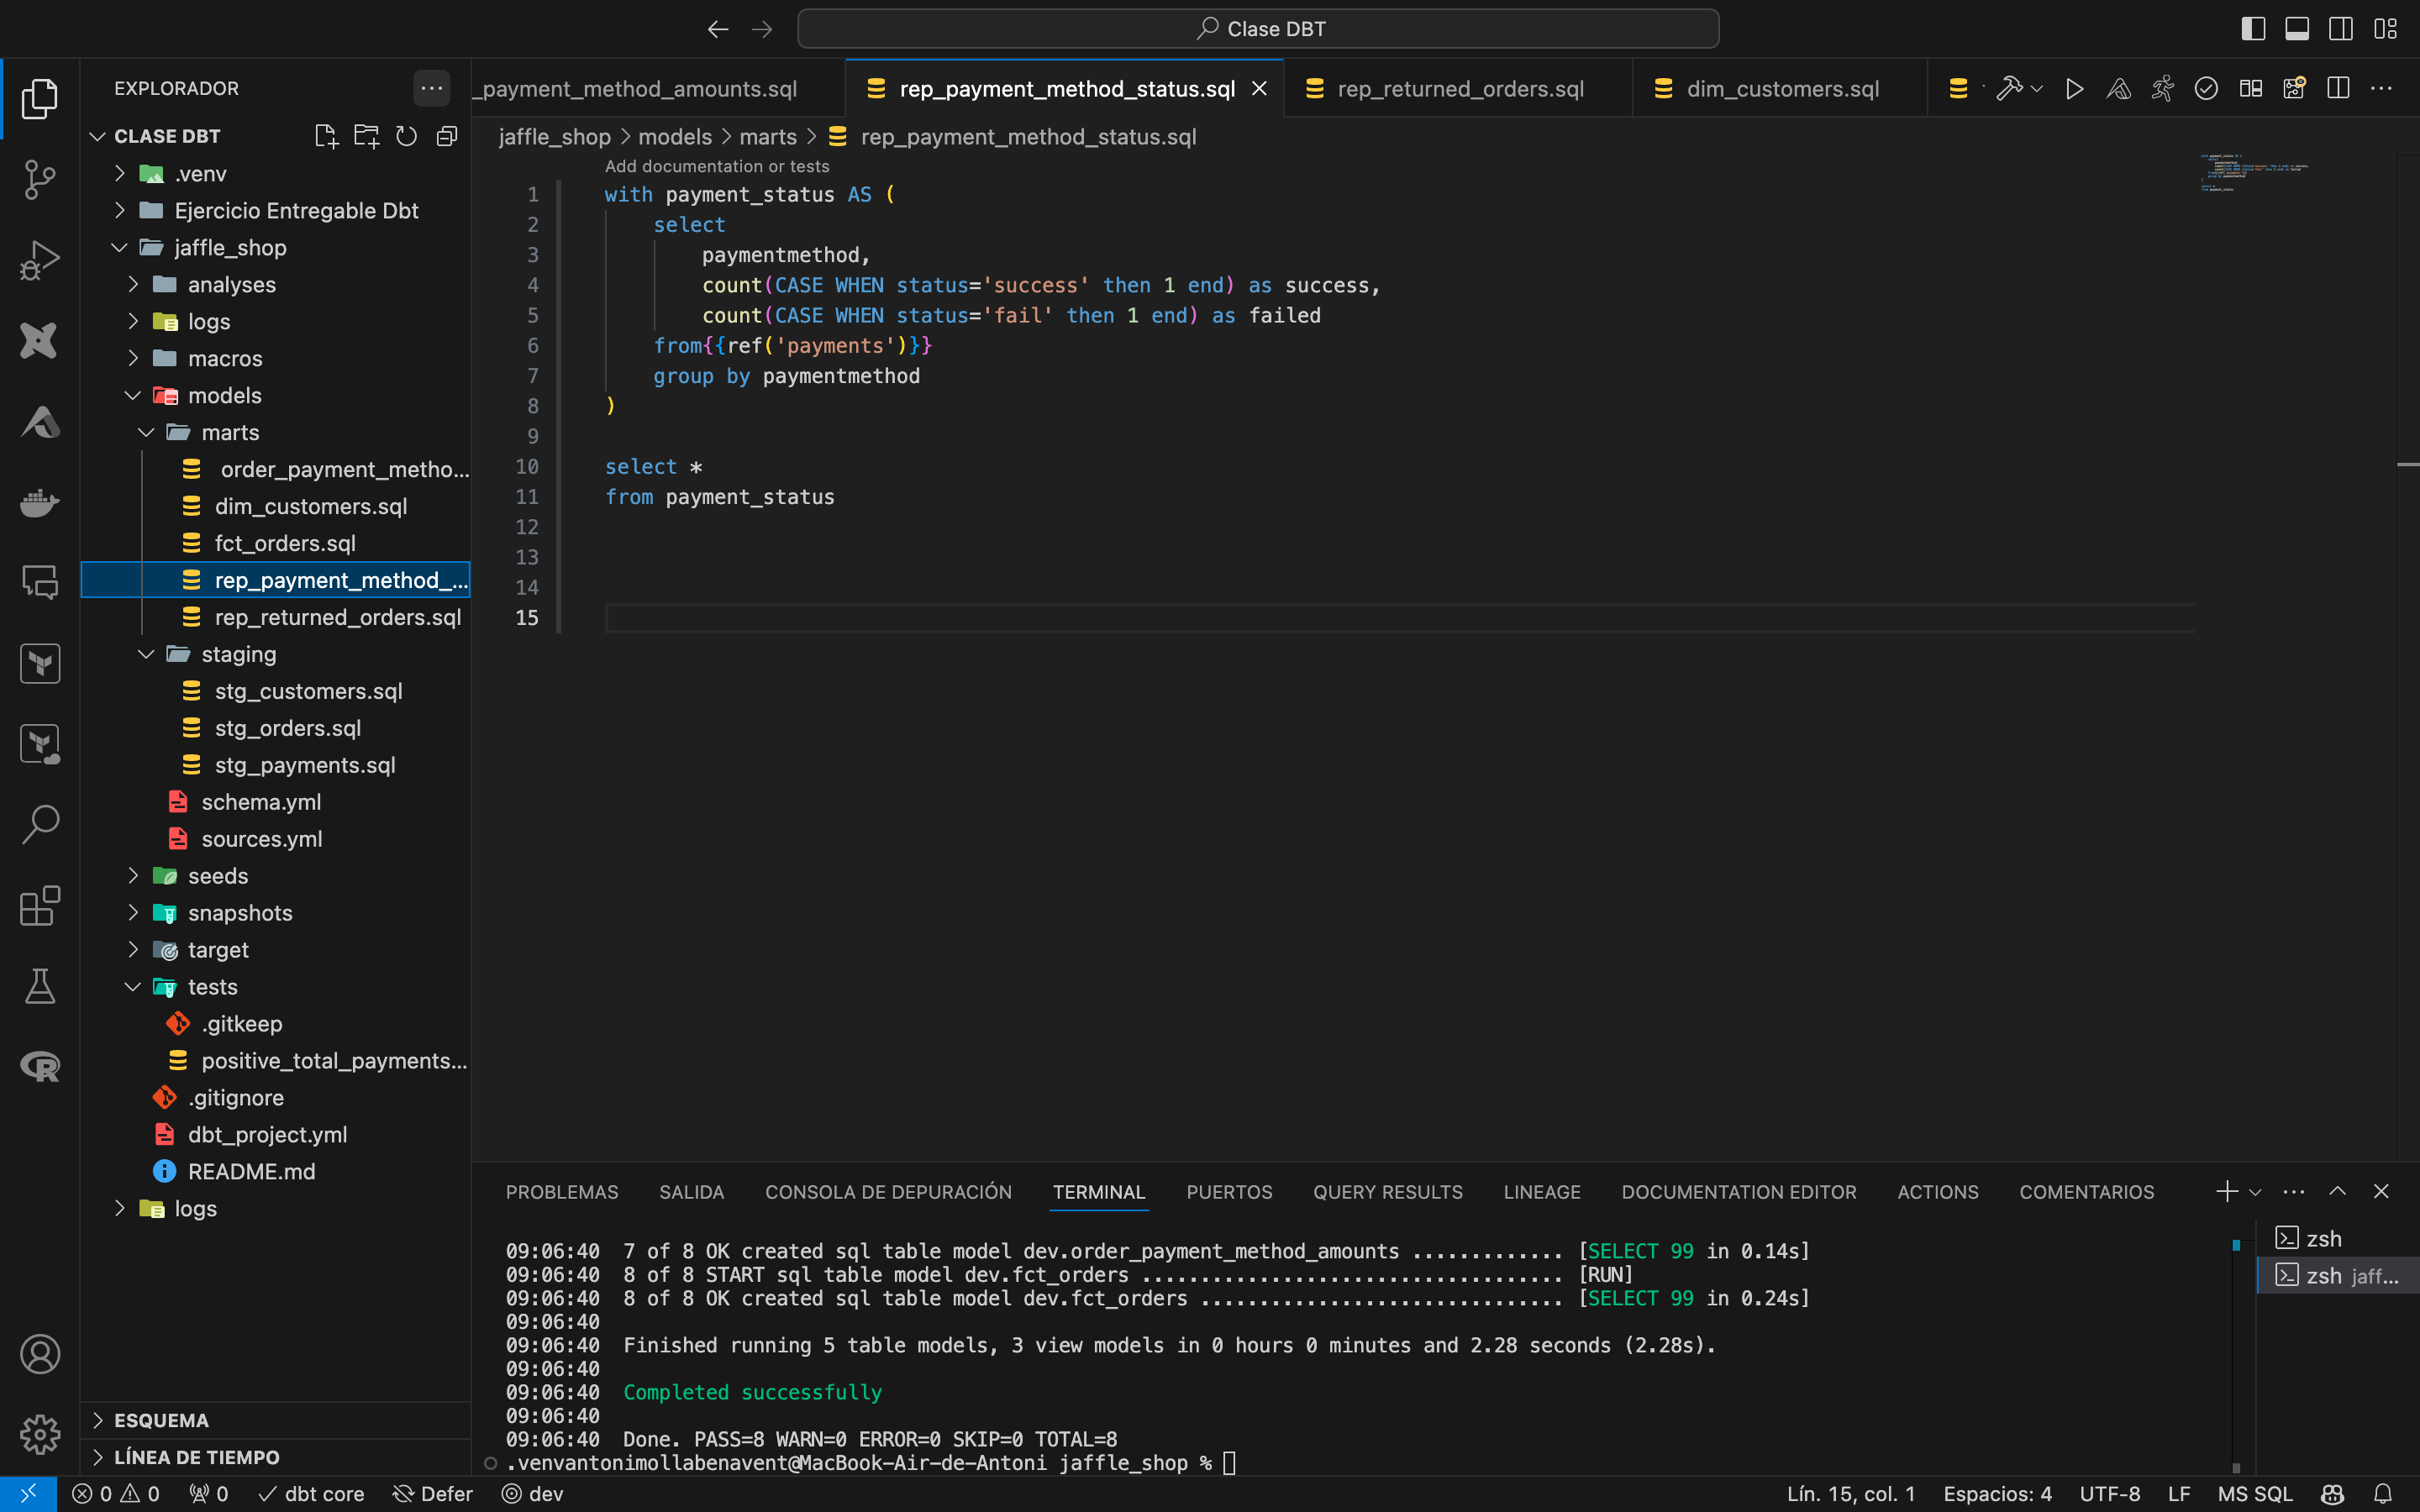 Clase DBT
EXPLORADOR
CLASE DBT
.venv
Ejercicio Entregable Dbt
jaffle_shop
analyses
logs
macros
models
marts
order_payment_metho...
dim_customers.sql
fct_orders.sql
rep_payment_method_...
rep_returned_orders.sql
staging
stg_customers.sql
stg_orders.sql
stg_payments.sql
schema.yml
sources.yml
seeds
snapshots
target
tests
.gitkeep
positive_total_payments...
.gitignore
dbt_project.yml
README.md
logs
ESQUEMA
LÍNEA DE TIEMPO
_payment_method_amounts.sql
rep_payment_method_status.sql
rep_returned_orders.sql
dim_customers.sql
jaffle_shop > models > marts > rep_payment_method_status.sql
Add documentation or tests
1 with payment_status AS (
2 select
3 paymentmethod,
4 count(CASE WHEN status='success' then 1 end) as success,
5 count(CASE WHEN status='fail' then 1 end) as failed
6 from{{ref('payments')}}
7 group by paymentmethod
8 )
9
10 select *
11 from payment_status
12
13
14
15
PROBLEMAS SALIDA CONSOLA DE DEPURACIÓN TERMINAL PUERTOS QUERY RESULTS LINEAGE DOCUMENTATION EDITOR ACTIONS COMENTARIOS
09:06:40 7 of 8 OK created sql table model dev.order_payment_method_amounts ............. [SELECT 99 in 0.14s]
09:06:40 8 of 8 START sql table model dev.fct_orders .................................... [RUN]
09:06:40 8 of 8 OK created sql table model dev.fct_orders ............................... [SELECT 99 in 0.24s]
09:06:40
09:06:40 Finished running 5 table models, 3 view models in 0 hours 0 minutes and 2.28 seconds (2.28s).
09:06:40
09:06:40 Completed successfully
09:06:40
09:06:40 Done. PASS=8 WARN=0 ERROR=0 SKIP=0 TOTAL=8
.venvantonimollabenavent@MacBook-Air-de-Antoni jaffle_shop %
zsh
zsh jaff...
0 0 0 dbt core Defer dev
Lín. 15, col. 1 Espacios: 4 UTF-8 LF MS SQL